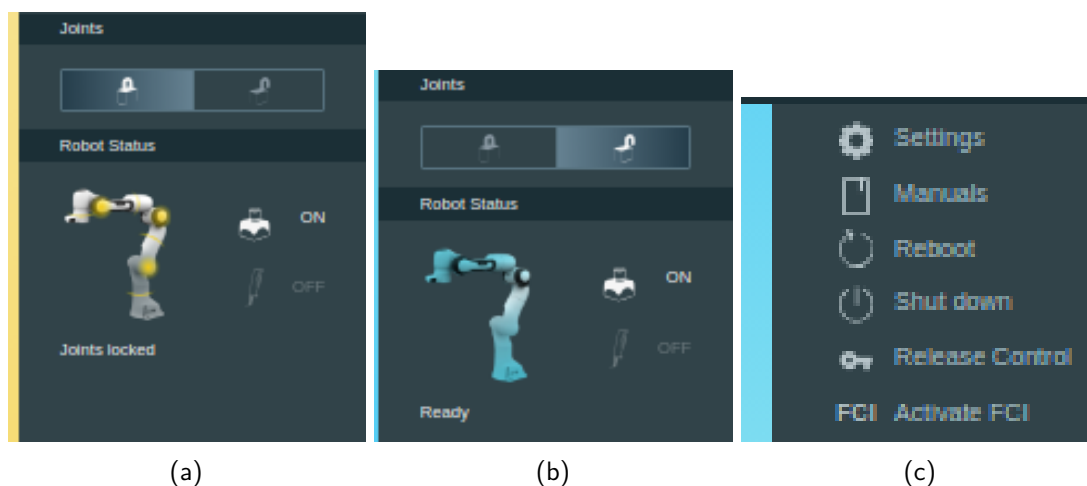 Joints
Robot Status
ON
OFF
Joints locked
(a)
Joints
Robot Status
ON
OFF
Ready
(b)
Settings
Manuals
Reboot
Shut down
Release Control
FCI Activate FCI
(c)